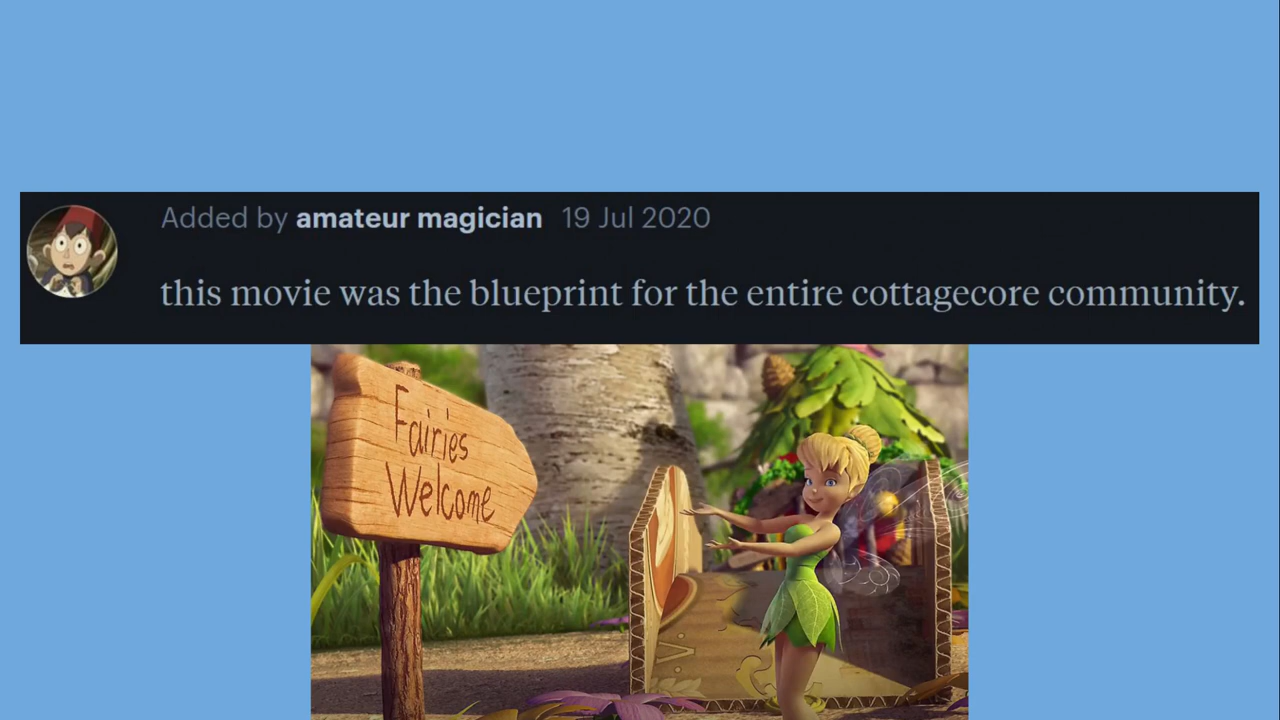 Added by amateur magician 19 Jul 2020
this movie was the blueprint for the entire cottagecore community.
Fairies
Welcome